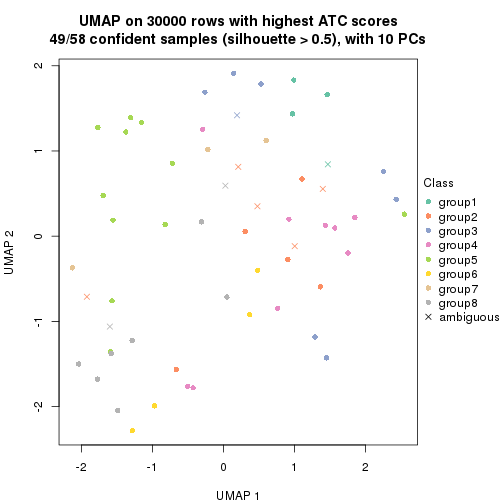 UMAP on 30000 rows with highest ATC scores
49/58 confident samples (silhouette > 0.5), with 10 PCs
2
1
0
-1
-2
UMAP 2
-2 -1 0 1 2
UMAP 1
Class
group1
group2
group3
group4
group5
group6
group7
group8
ambiguous